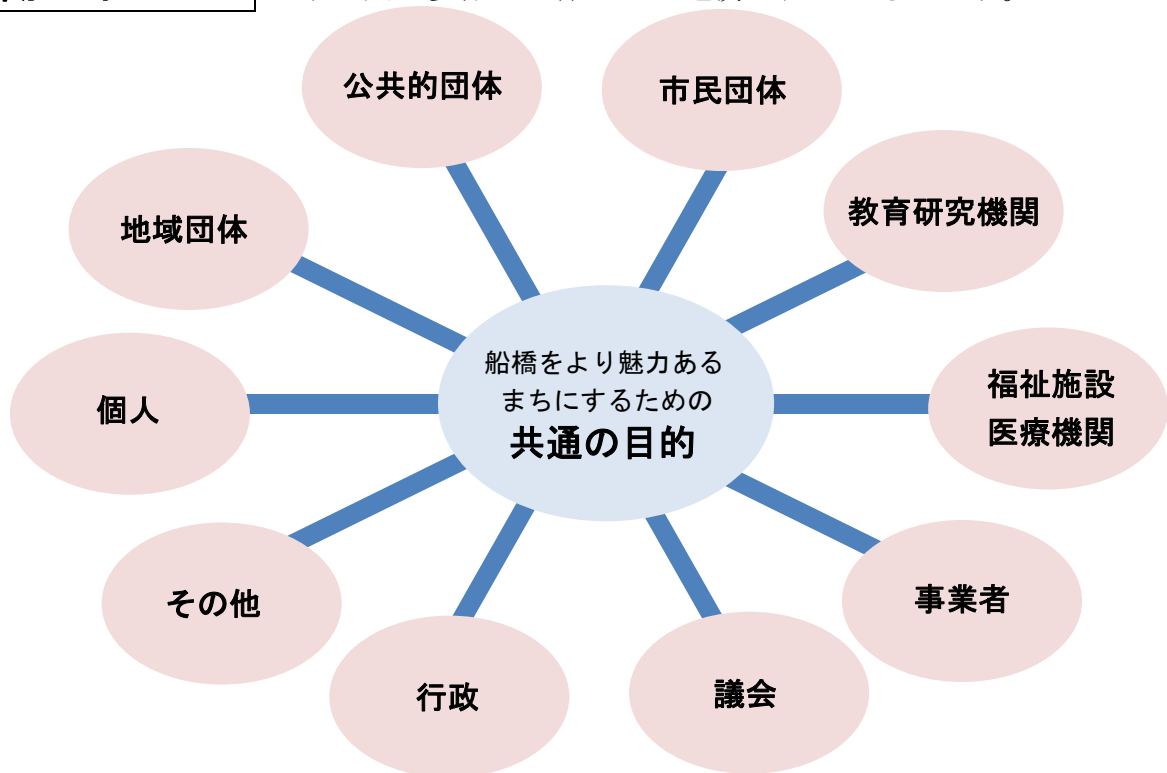 公共的団体
市民団体
教育研究機関
地域団体
船橋をより魅力ある
まちにするための
共通の目的
福祉施設
医療機関
個人
事業者
その他
行政
議会